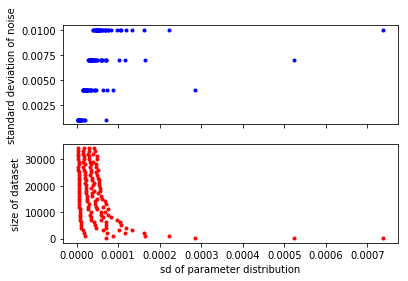 standard deviation of noise
0.0100
0.0075
0.0050
0.0025
size of dataset
30000
20000
10000
0
0.0000 0.0001 0.0002 0.0003 0.0004 0.0005 0.0006 0.0007
sd of parameter distribution